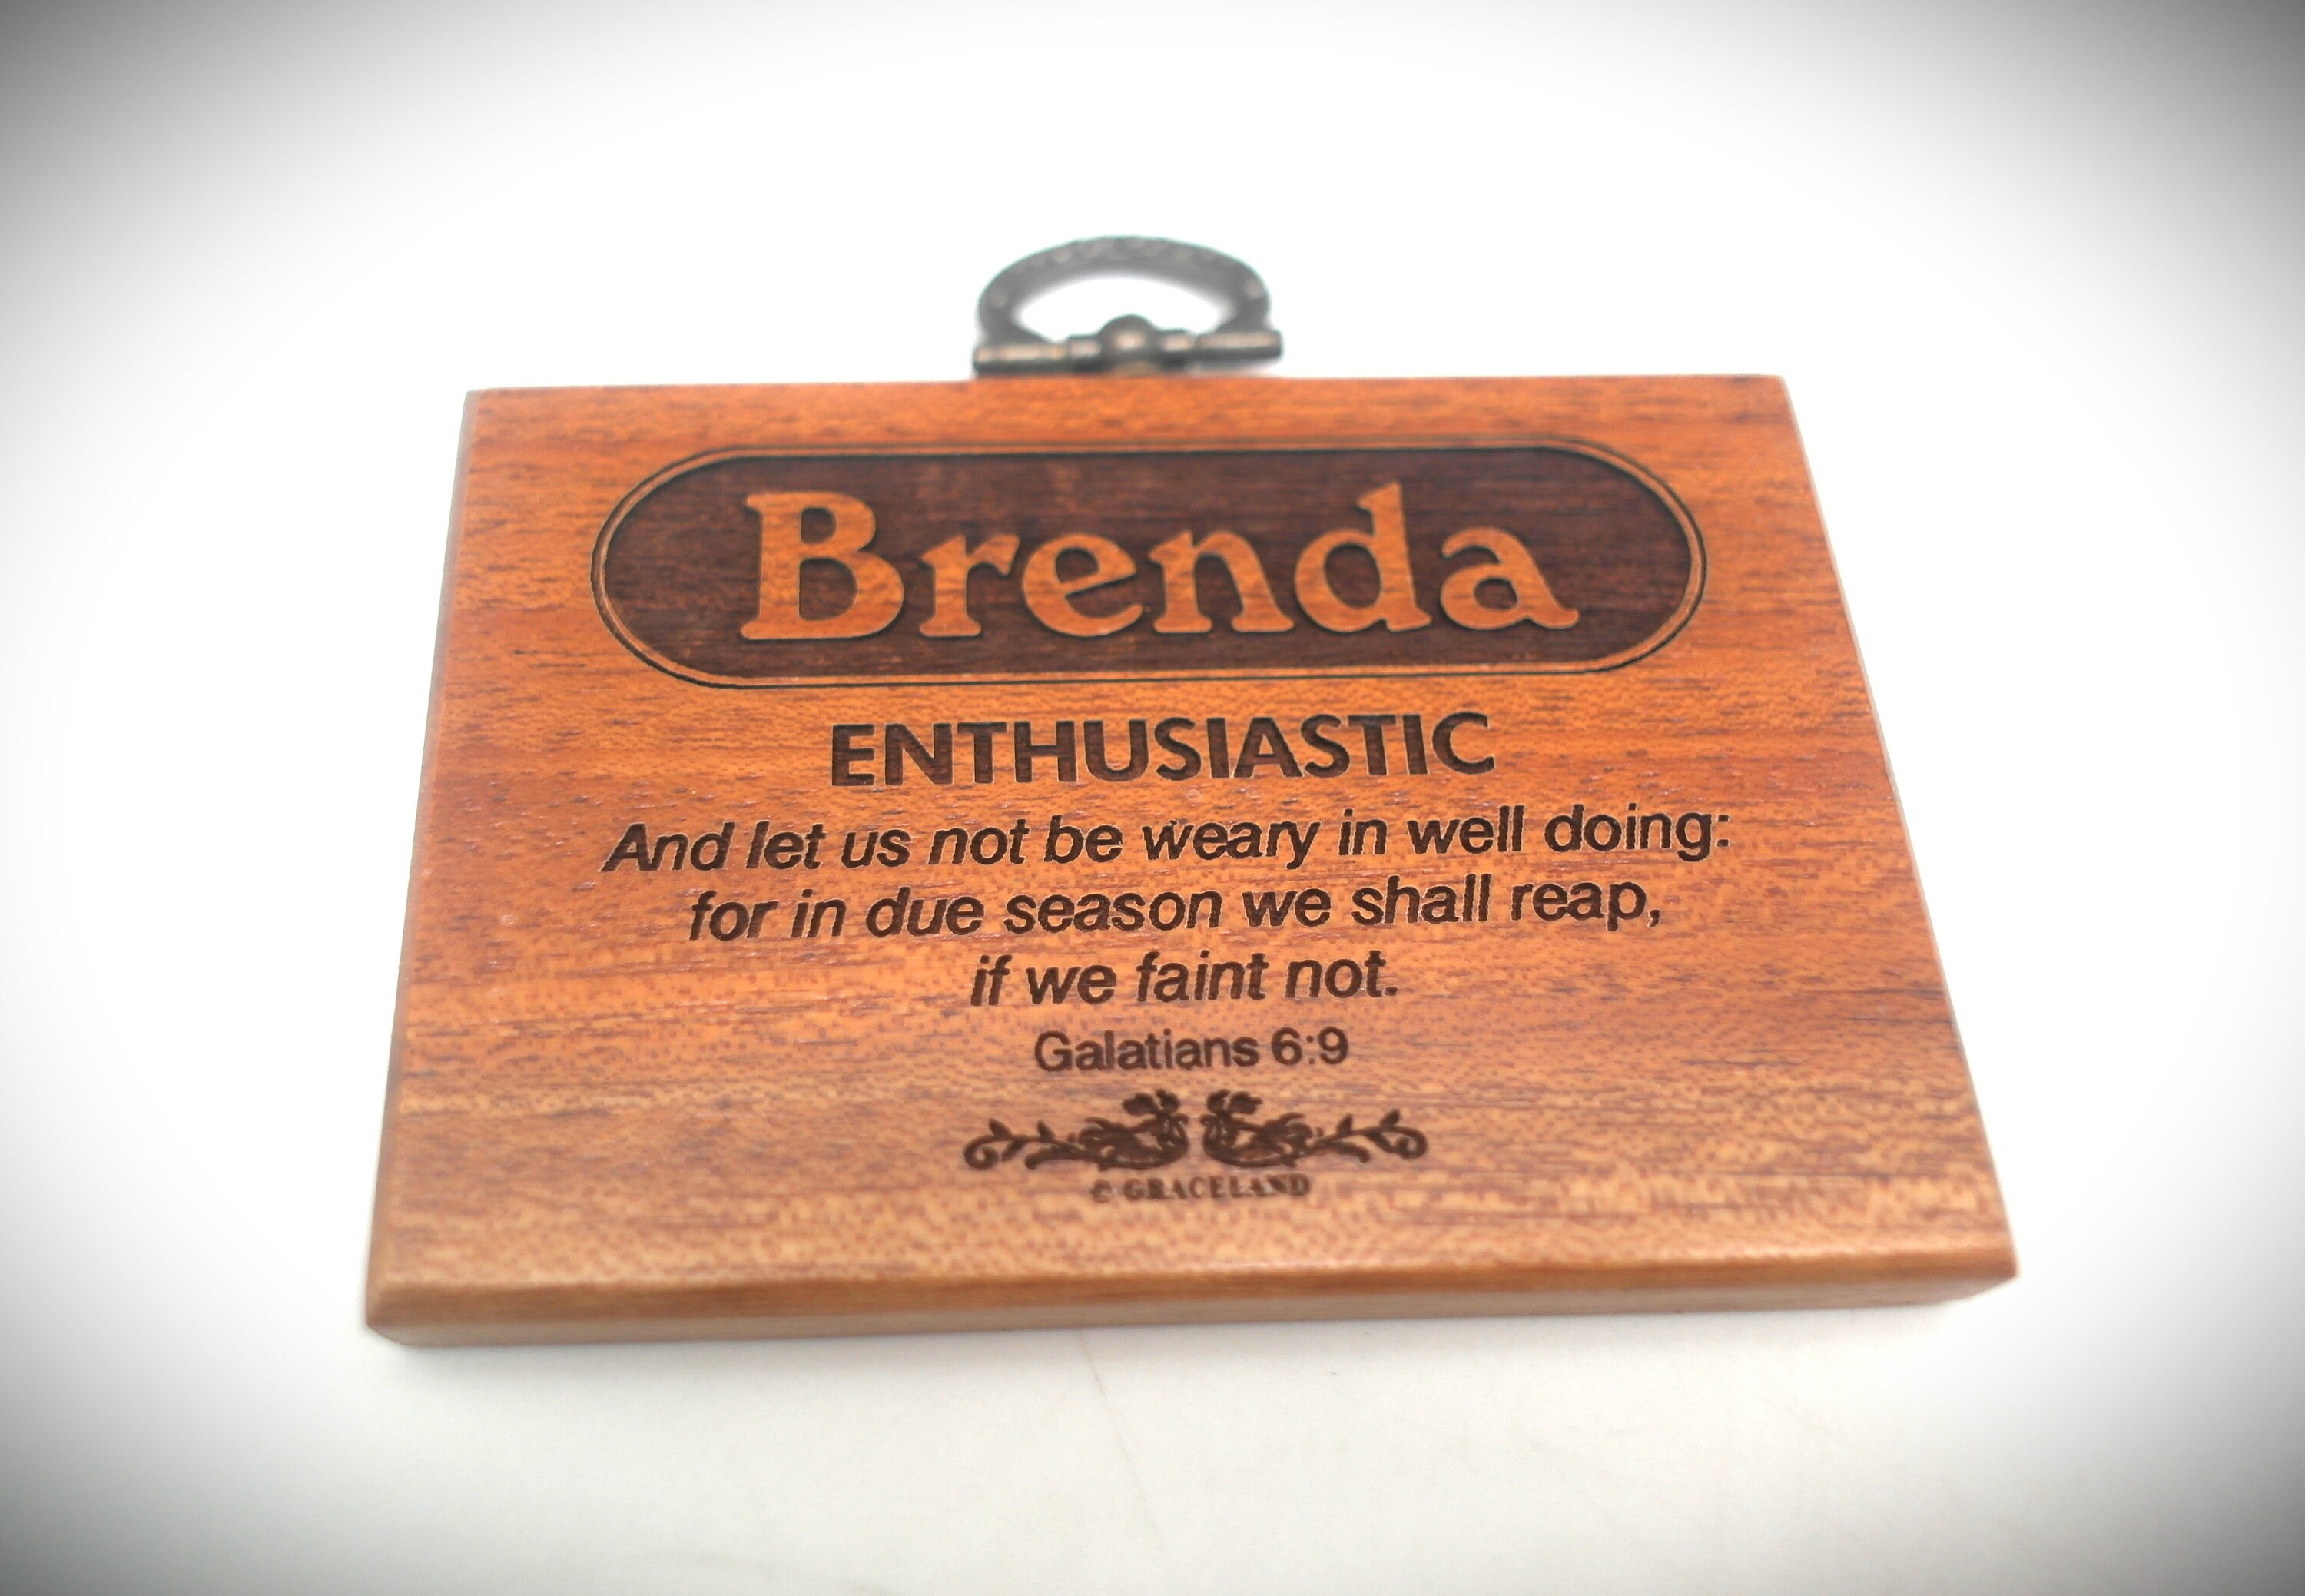 Brenda
ENTHUSIASTIC
And let us not be weary in well doing:
for in due season we shall reap,
if we faint not.
Galatians 6:9
© GRACELAND